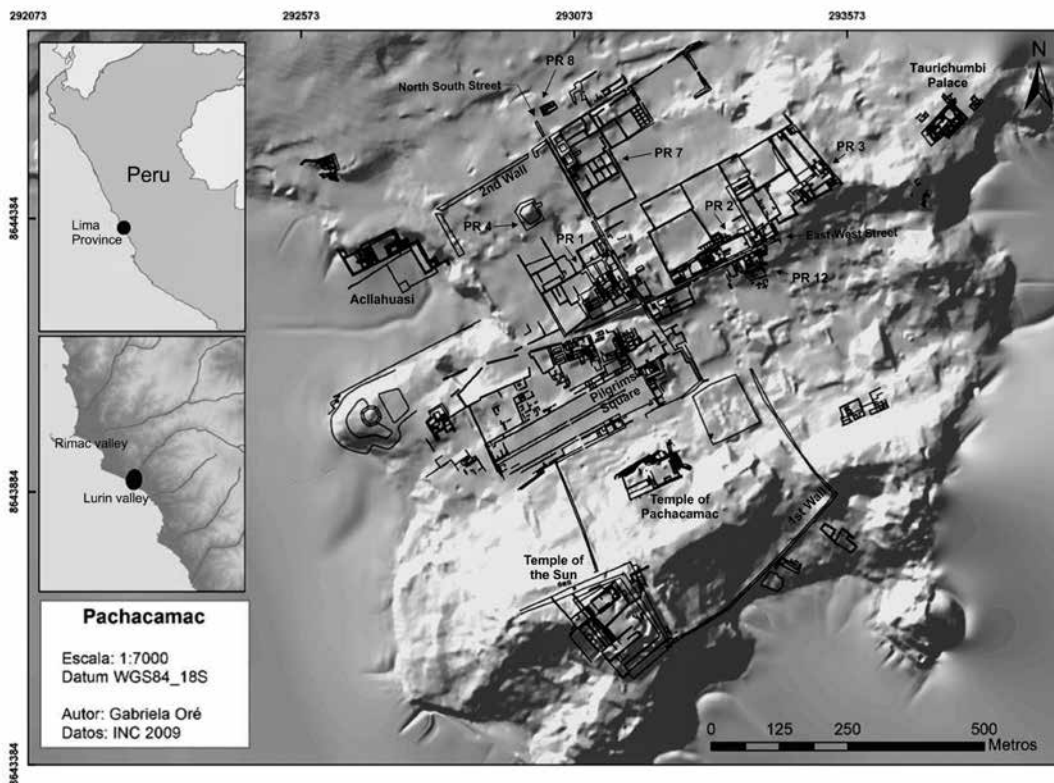 292073
292573
293073
293573
8644384
8643884
8643384
Peru
Lima
Province
Rimac valley
Lurin valley
Pachacamac
Escala: 1:7000
Datum WGS84_18S
Autor: Gabriela Oré
Datos: INC 2009
N
PR 8
North South Street
Taurichumbi
Palace
PR 7
PR 3
2nd Wall
PR 4
PR 2
PR 1
East-West Street
PR 12
Acllahuasi
Pilgrims
Square
Temple of
Pachacamac
1st Wall
Temple of
the Sun
0 125 250 500
Metros